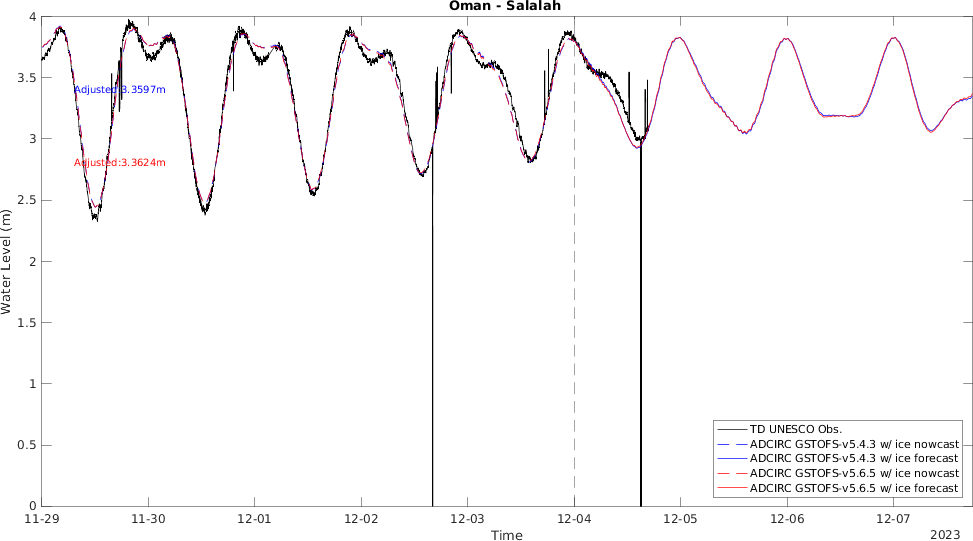 Oman - Salalah
4
3.5
3
2.5
2
1.5
1
0.5
0
Water Level (m)
Adjusted:3.3597m
Adjusted:3.3624m
TD UNESCO Obs.
ADCIRC GSTOFS-v5.4.3 w/ ice nowcast
ADCIRC GSTOFS-v5.4.3 w/ ice forecast
ADCIRC GSTOFS-v5.6.5 w/ ice nowcast
ADCIRC GSTOFS-v5.6.5 w/ ice forecast
11-29 11-30 12-01 12-02 12-03 12-04 12-05 12-06 12-07
Time
2023